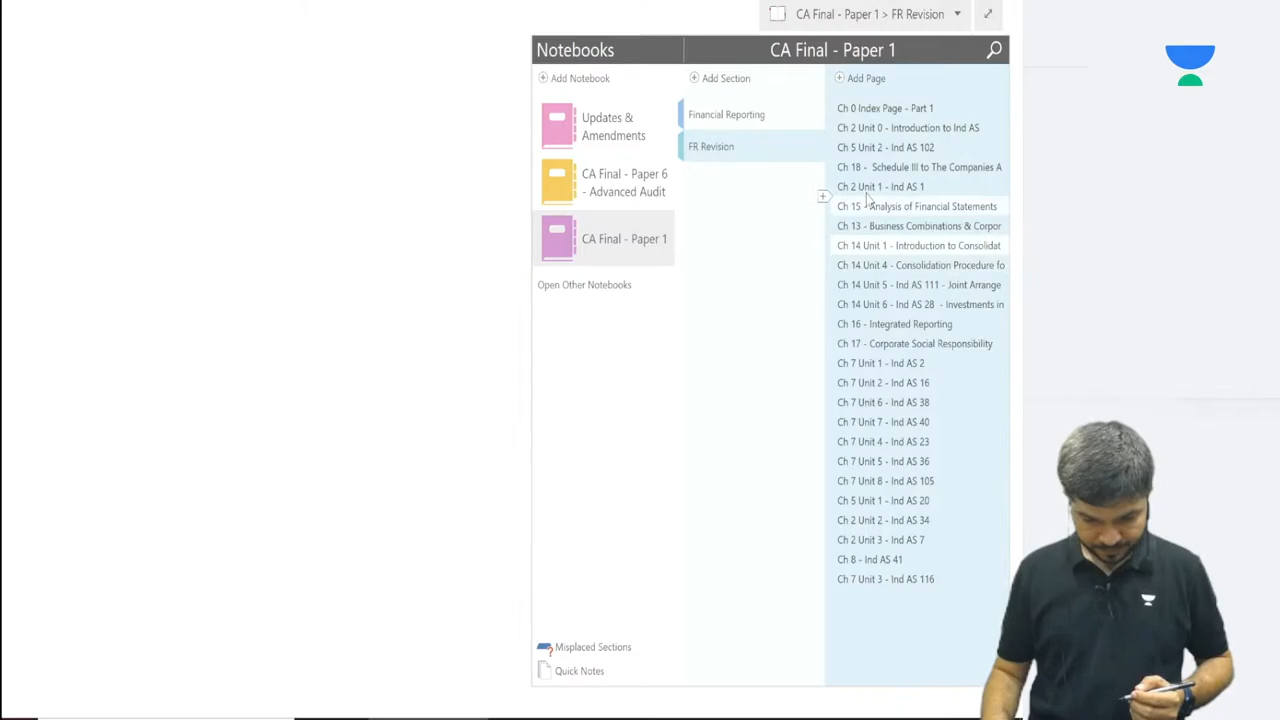 CA Final - Paper 1 > FR Revision
Notebooks
CA Final - Paper 1
Add Notebook
Add Section
Add Page
Updates &
Amendments
CA Final - Paper 6
- Advanced Audit
CA Final - Paper 1
Open Other Notebooks
Financial Reporting
FR Revision
Ch 0 Index Page - Part 1
Ch 2 Unit 0 - Introduction to Ind AS
Ch 5 Unit 2 - Ind AS 102
Ch 18 - Schedule III to The Companies A
Ch 2 Unit 1 - Ind AS 1
Ch 15 - Analysis of Financial Statements
Ch 13 - Business Combinations & Corpor
Ch 14 Unit 1 - Introduction to Consolidat
Ch 14 Unit 4 - Consolidation Procedure fo
Ch 14 Unit 5 - Ind AS 111 - Joint Arrange
Ch 14 Unit 6 - Ind AS 28 - Investments in
Ch 16 - Integrated Reporting
Ch 17 - Corporate Social Responsibility
Ch 7 Unit 1 - Ind AS 2
Ch 7 Unit 2 - Ind AS 16
Ch 7 Unit 6 - Ind AS 38
Ch 7 Unit 7 - Ind AS 40
Ch 7 Unit 4 - Ind AS 23
Ch 7 Unit 5 - Ind AS 36
Ch 7 Unit 8 - Ind AS 105
Ch 5 Unit 1 - Ind AS 20
Ch 2 Unit 2 - Ind AS 34
Ch 2 Unit 3 - Ind AS 7
Ch 8 - Ind AS 41
Ch 7 Unit 3 - Ind AS 116
Misplaced Sections
Quick Notes